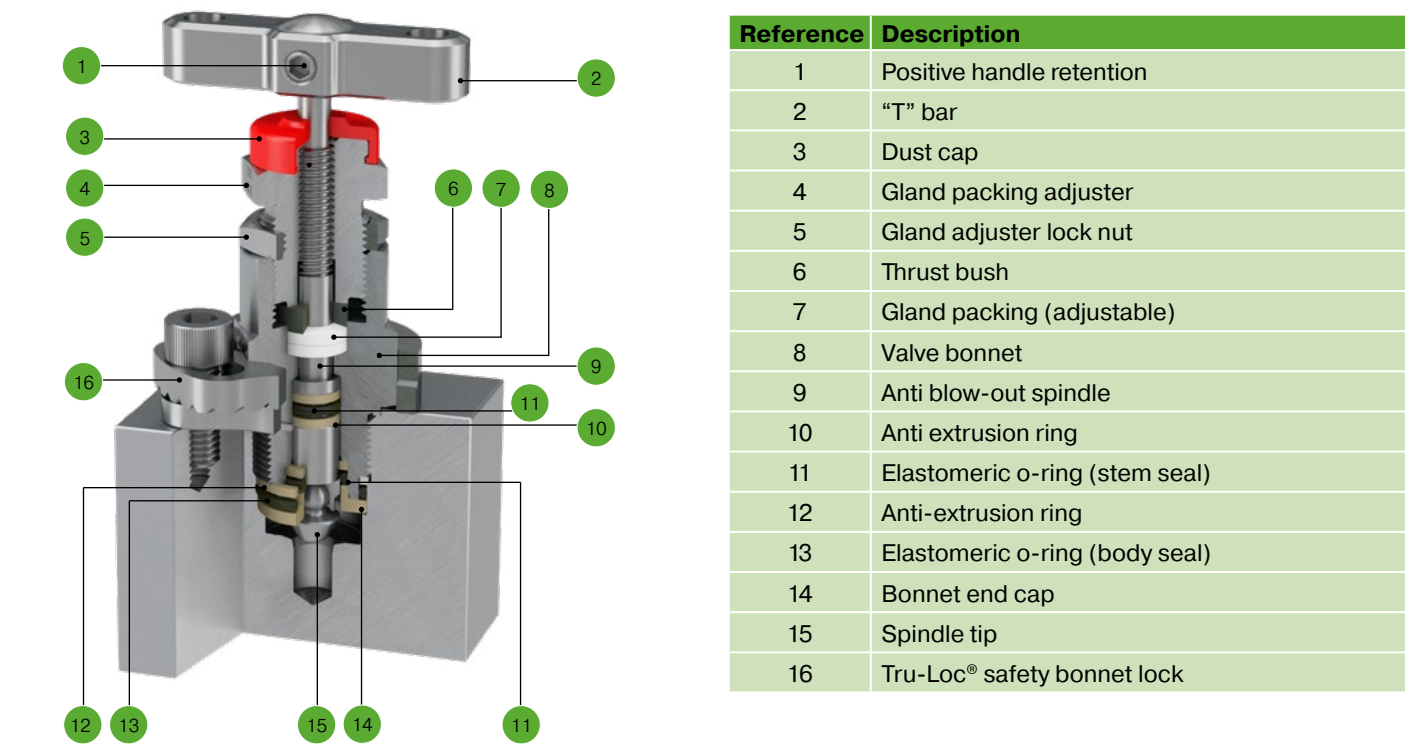 1
2
3
4
5
6
7
8
9
16
11
10
12
13
15
14
11
Reference Description
1 Positive handle retention
2 “T” bar
3 Dust cap
4 Gland packing adjuster
5 Gland adjuster lock nut
6 Thrust bush
7 Gland packing (adjustable)
8 Valve bonnet
9 Anti blow-out spindle
10 Anti extrusion ring
11 Elastomeric o-ring (stem seal)
12 Anti-extrusion ring
13 Elastomeric o-ring (body seal)
14 Bonnet end cap
15 Spindle tip
16 Tru-Loc® safety bonnet lock